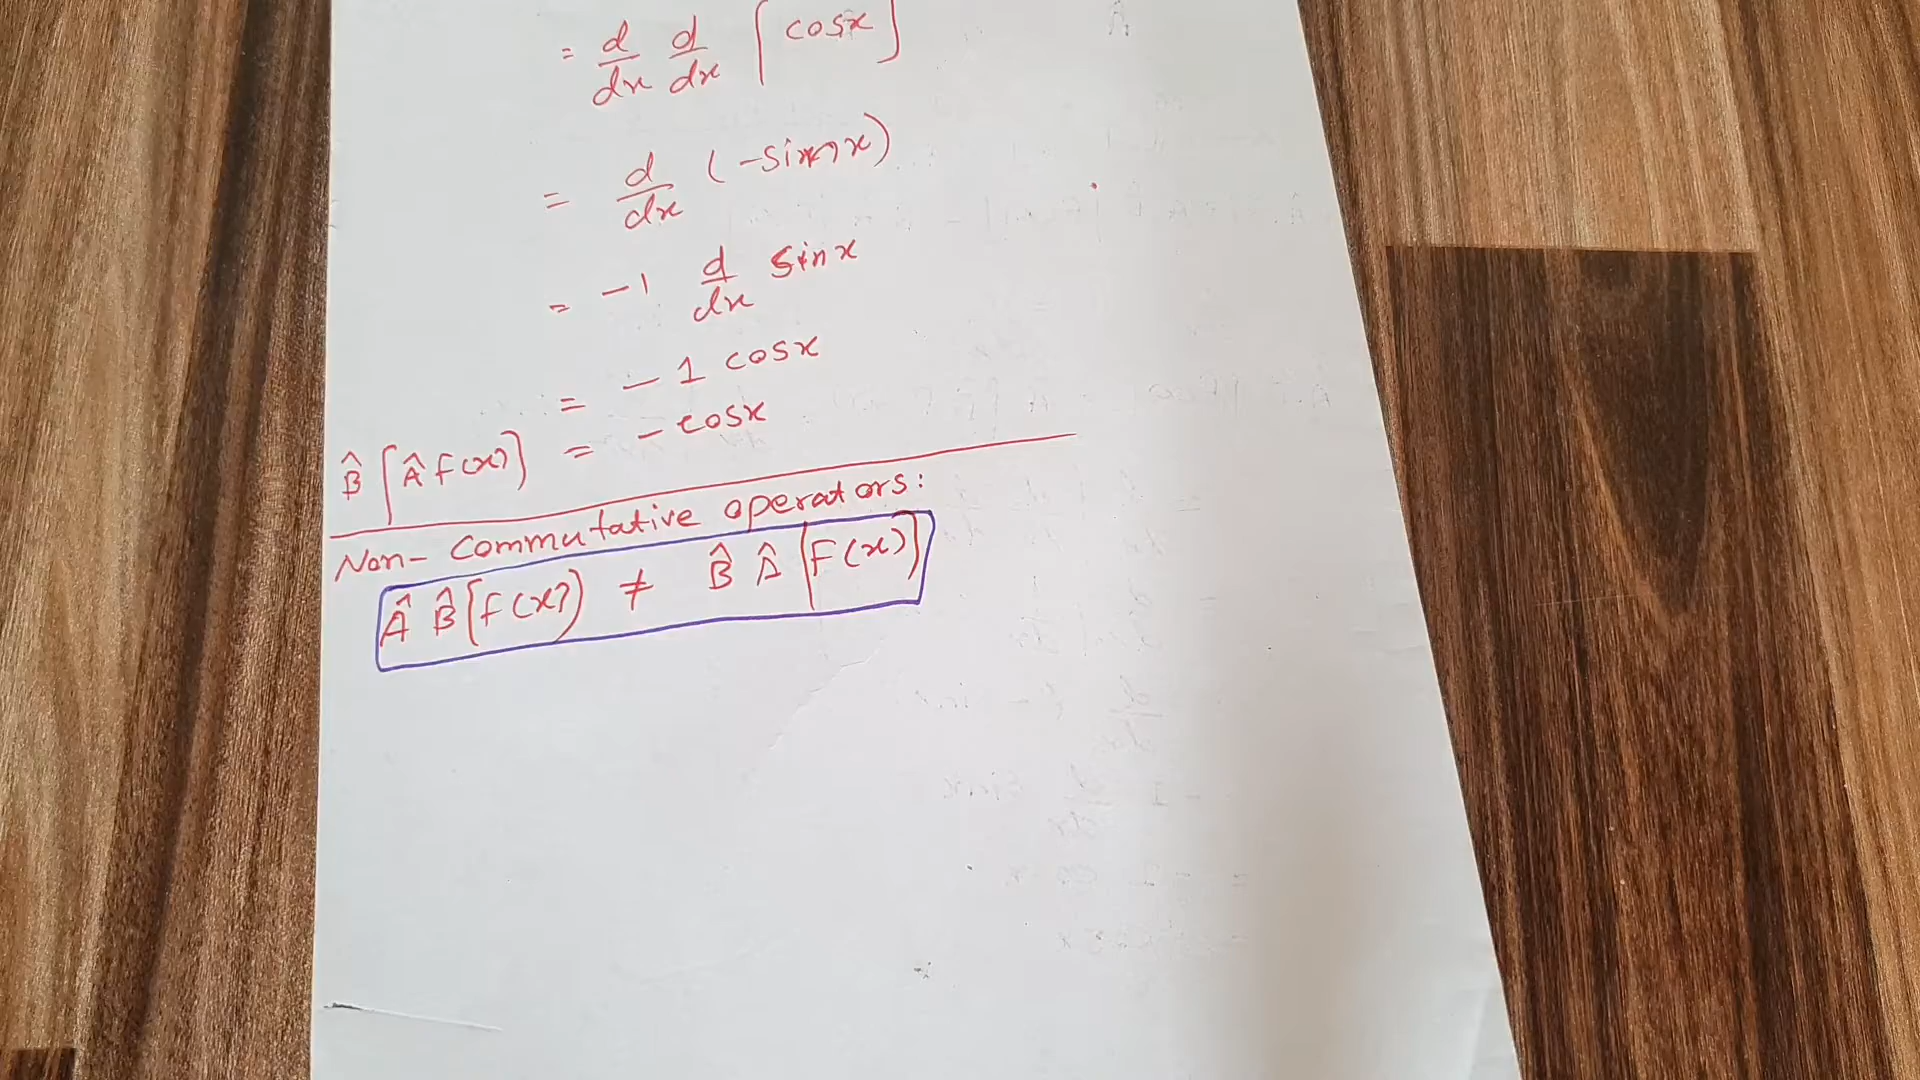 = d/dx d/dx [cosx]
= d/dx (-sinx)
= -1 d/dx sinx
= -1 cosx
B̂ [Â f(x)] = -cosx
Non-Commutative operators:
Â B̂ [f(x)] ≠ B̂ Â [F(x)]